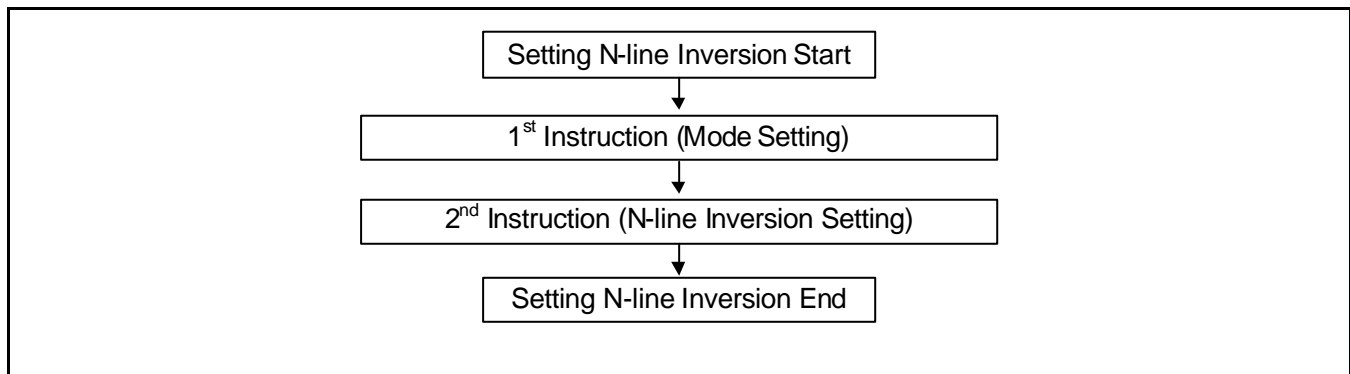 Setting N-line Inversion Start
1st Instruction (Mode Setting)
2nd Instruction (N-line Inversion Setting)
Setting N-line Inversion End